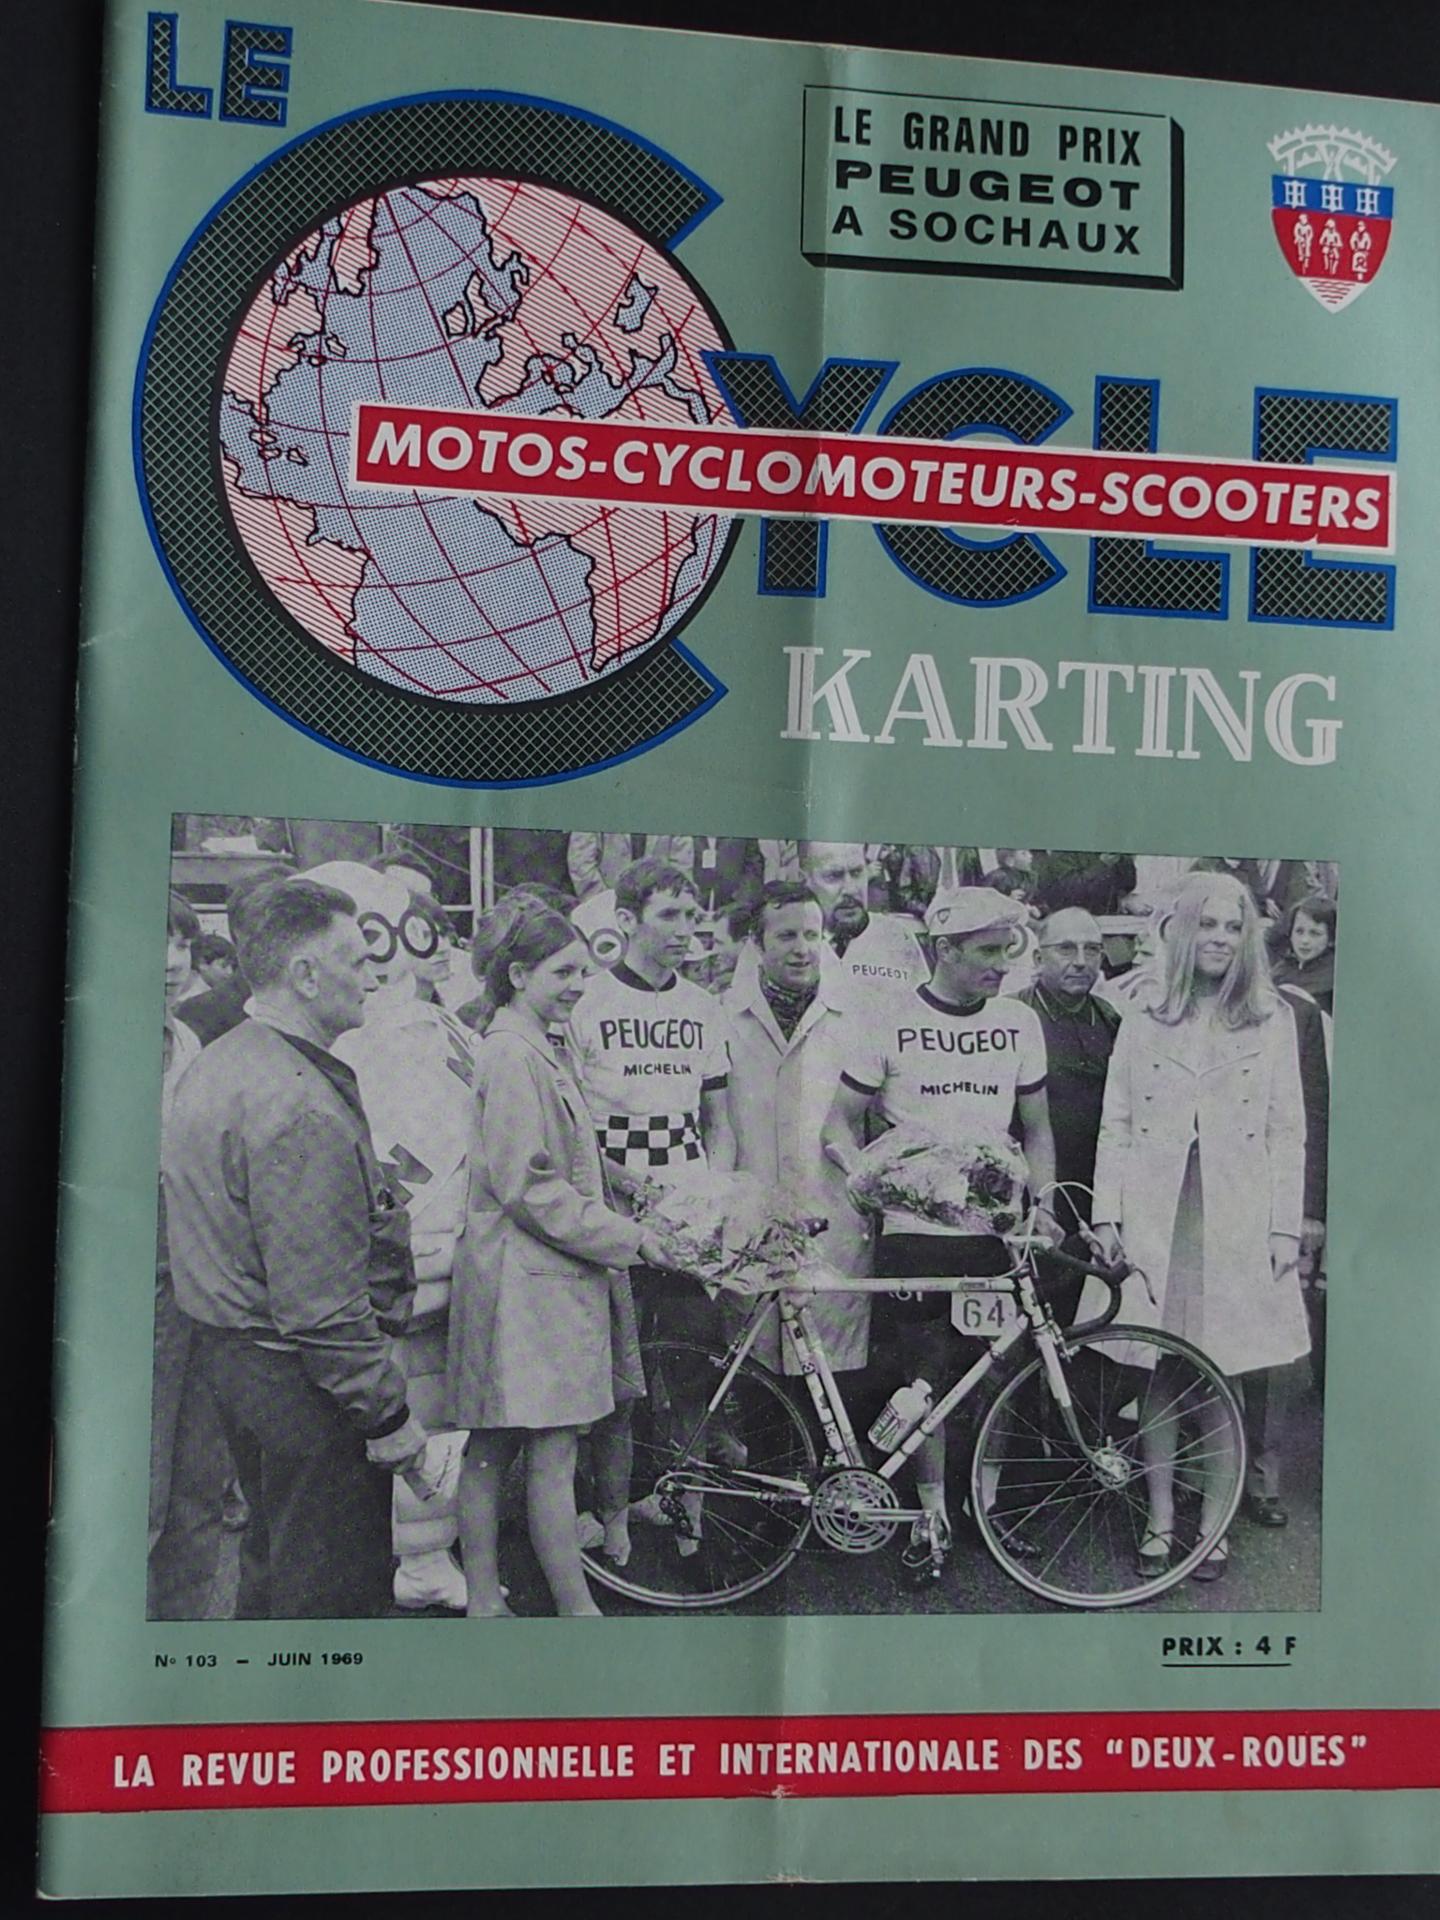 LE
CYCLE
LE GRAND PRIX
PEUGEOT
A SOCHAUX
MOTOS-CYCLOMOTEURS-SCOOTERS
KARTING
PEUGEOT
MICHELIN
PEUGEOT
PEUGEOT
MICHELIN
64
N° 103 — JUIN 1969
PRIX : 4 F
LA REVUE PROFESSIONNELLE ET INTERNATIONALE DES "DEUX-ROUES"